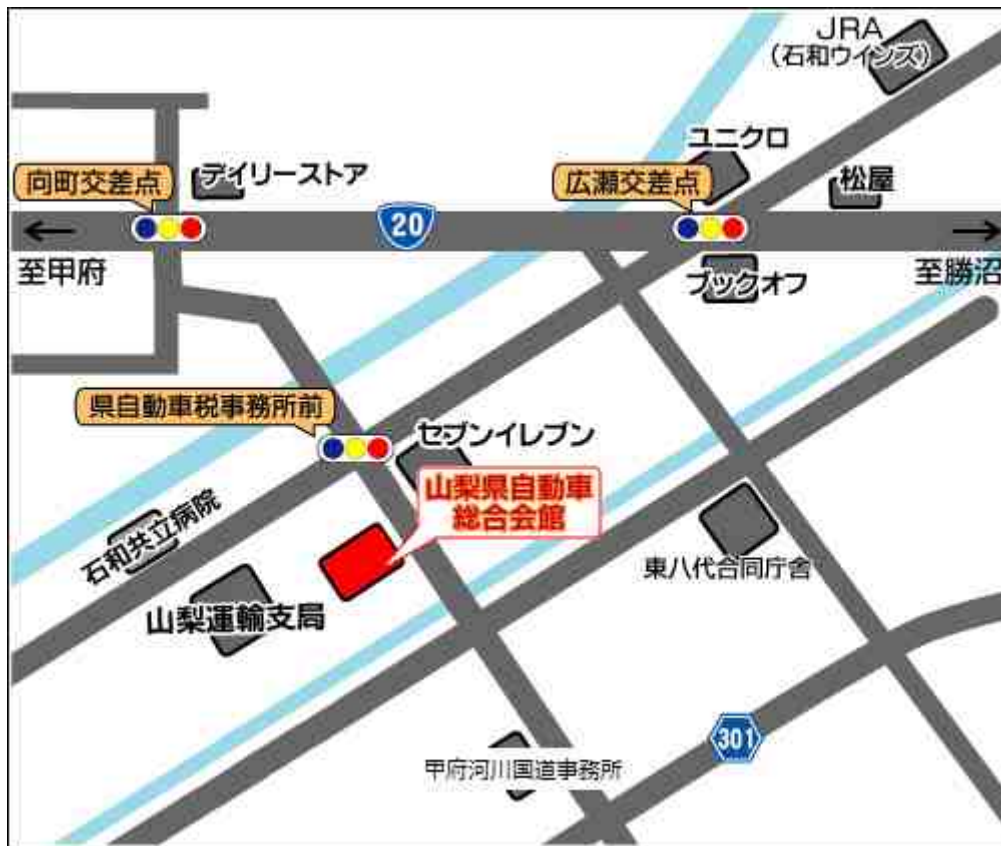 JRA
(石和ウインズ)
ユニクロ
向町交差点
デイリーストア
広瀬交差点
松屋
20
至甲府
ブックオフ
至勝沼
県自動車税事務所前
セブンイレブン
山梨県自動車
総合会館
石和共立病院
東八代合同庁舎
山梨運輸支局
301
甲府河川国道事務所